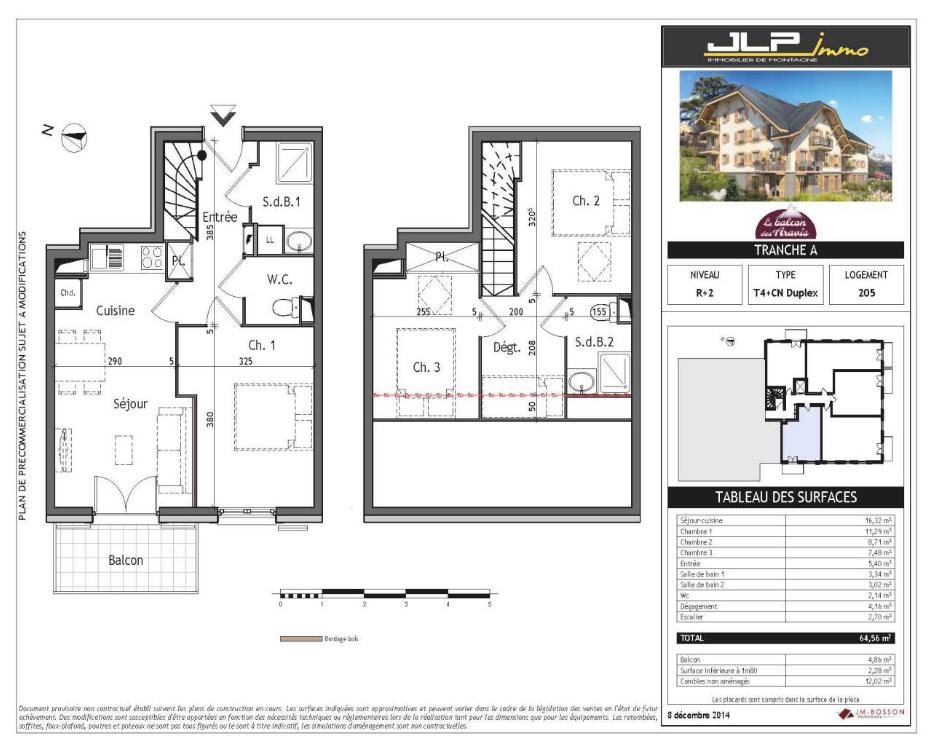 JLP immo
IMMOBILIER DE MONTAGNE
Le balcon
des Aravis
TRANCHE A
NIVEAU
R+2
TYPE
T4+CN Duplex
LOGEMENT
205
N
PLAN DE PRECOMMERCIALISATION SUJET A MODIFICATIONS
Entrée
385
S.d.B.1
LL
PL.
W.C.
Chd.
Cuisine
5
Ch. 1
290
5
325
Séjour
380
Balcon
Ch. 2
320⁵
Pl.
255
5
200
5
5
155
Dégt.
208
S.d.B.2
Ch. 3
50
0
1
2
3
4
5
Bardage bois
TABLEAU DES SURFACES
Séjour-cuisine 16,32 m²
Chambre 1 11,29 m²
Chambre 2 8,71 m²
Chambre 3 7,48 m²
Entrée 5,40 m²
Salle de bain 1 3,34 m²
Salle de bain 2 3,02 m²
Wc 2,14 m²
Dégagement 4,16 m²
Escalier 2,70 m²
TOTAL 64,56 m²
Balcon 4,86 m²
Surface inférieure à 1m80 2,28 m²
Combles non aménagés 12,02 m²
Les placards sont compris dans la surface de la pièce
8 décembre 2014
JM-BOSSON
Document provisoire non contractuel établi suivant les plans de construction en cours. Les surfaces indiquées sont approximatives et peuvent varier dans le cadre de la législation des ventes en l'état de futur
achèvement. Des modifications sont susceptibles d'être apportées en fonction des nécessités techniques ou réglementaires lors de la réalisation tant pour les dimensions que pour les équipements. Les retombées,
soffites, faux-plafond, poutres et poteaux ne sont pas tous figurés ou le sont à titre indicatif, les simulations d'aménagement sont non contractuelles.